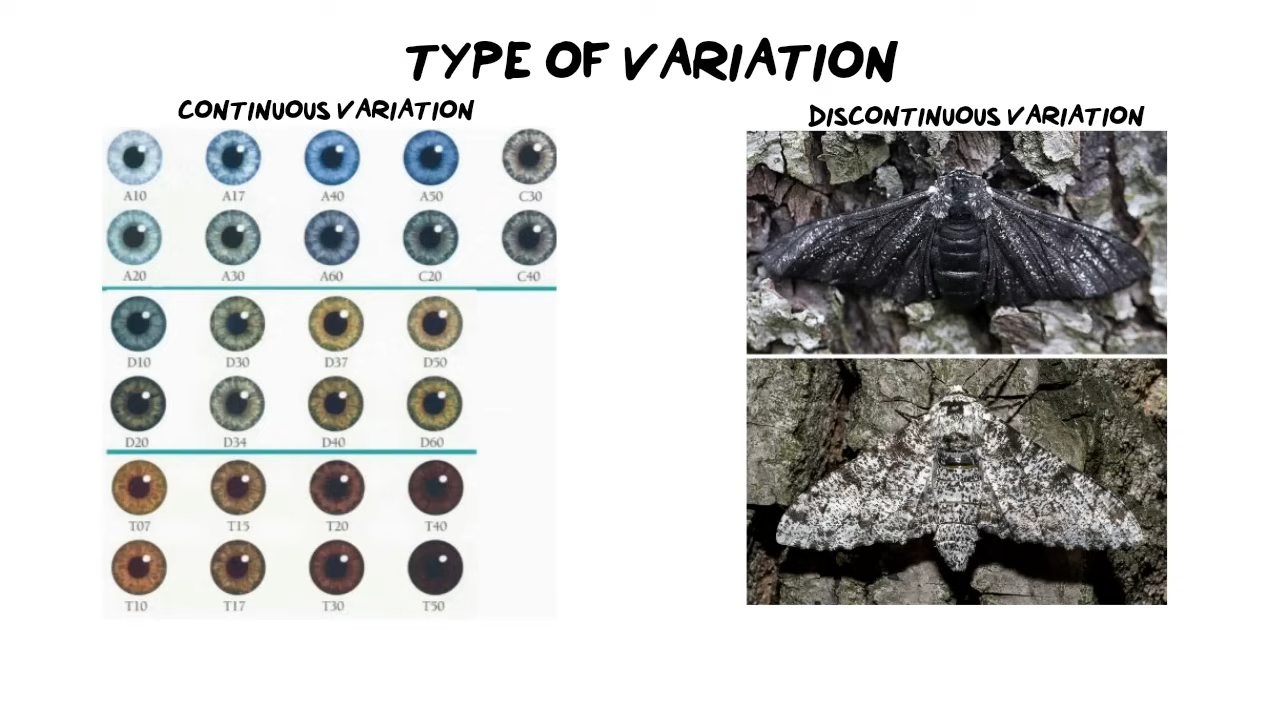 TYPE OF VARIATION
CONTINUOUS VARIATION
DISCONTINUOUS VARIATION
A10 A17 A40 A50 C30
A20 A30 A60 C20 C40
D10 D30 D37 D50
D20 D34 D40 D60
T07 T15 T20 T40
T10 T17 T30 T50